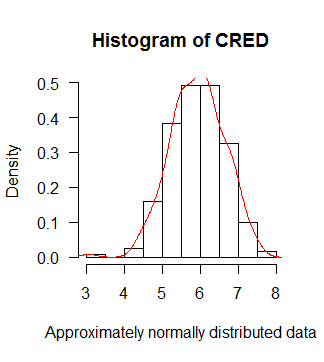 Histogram of CRED
Density
0.5
0.4
0.3
0.2
0.1
0.0
3 4 5 6 7 8
Approximately normally distributed data